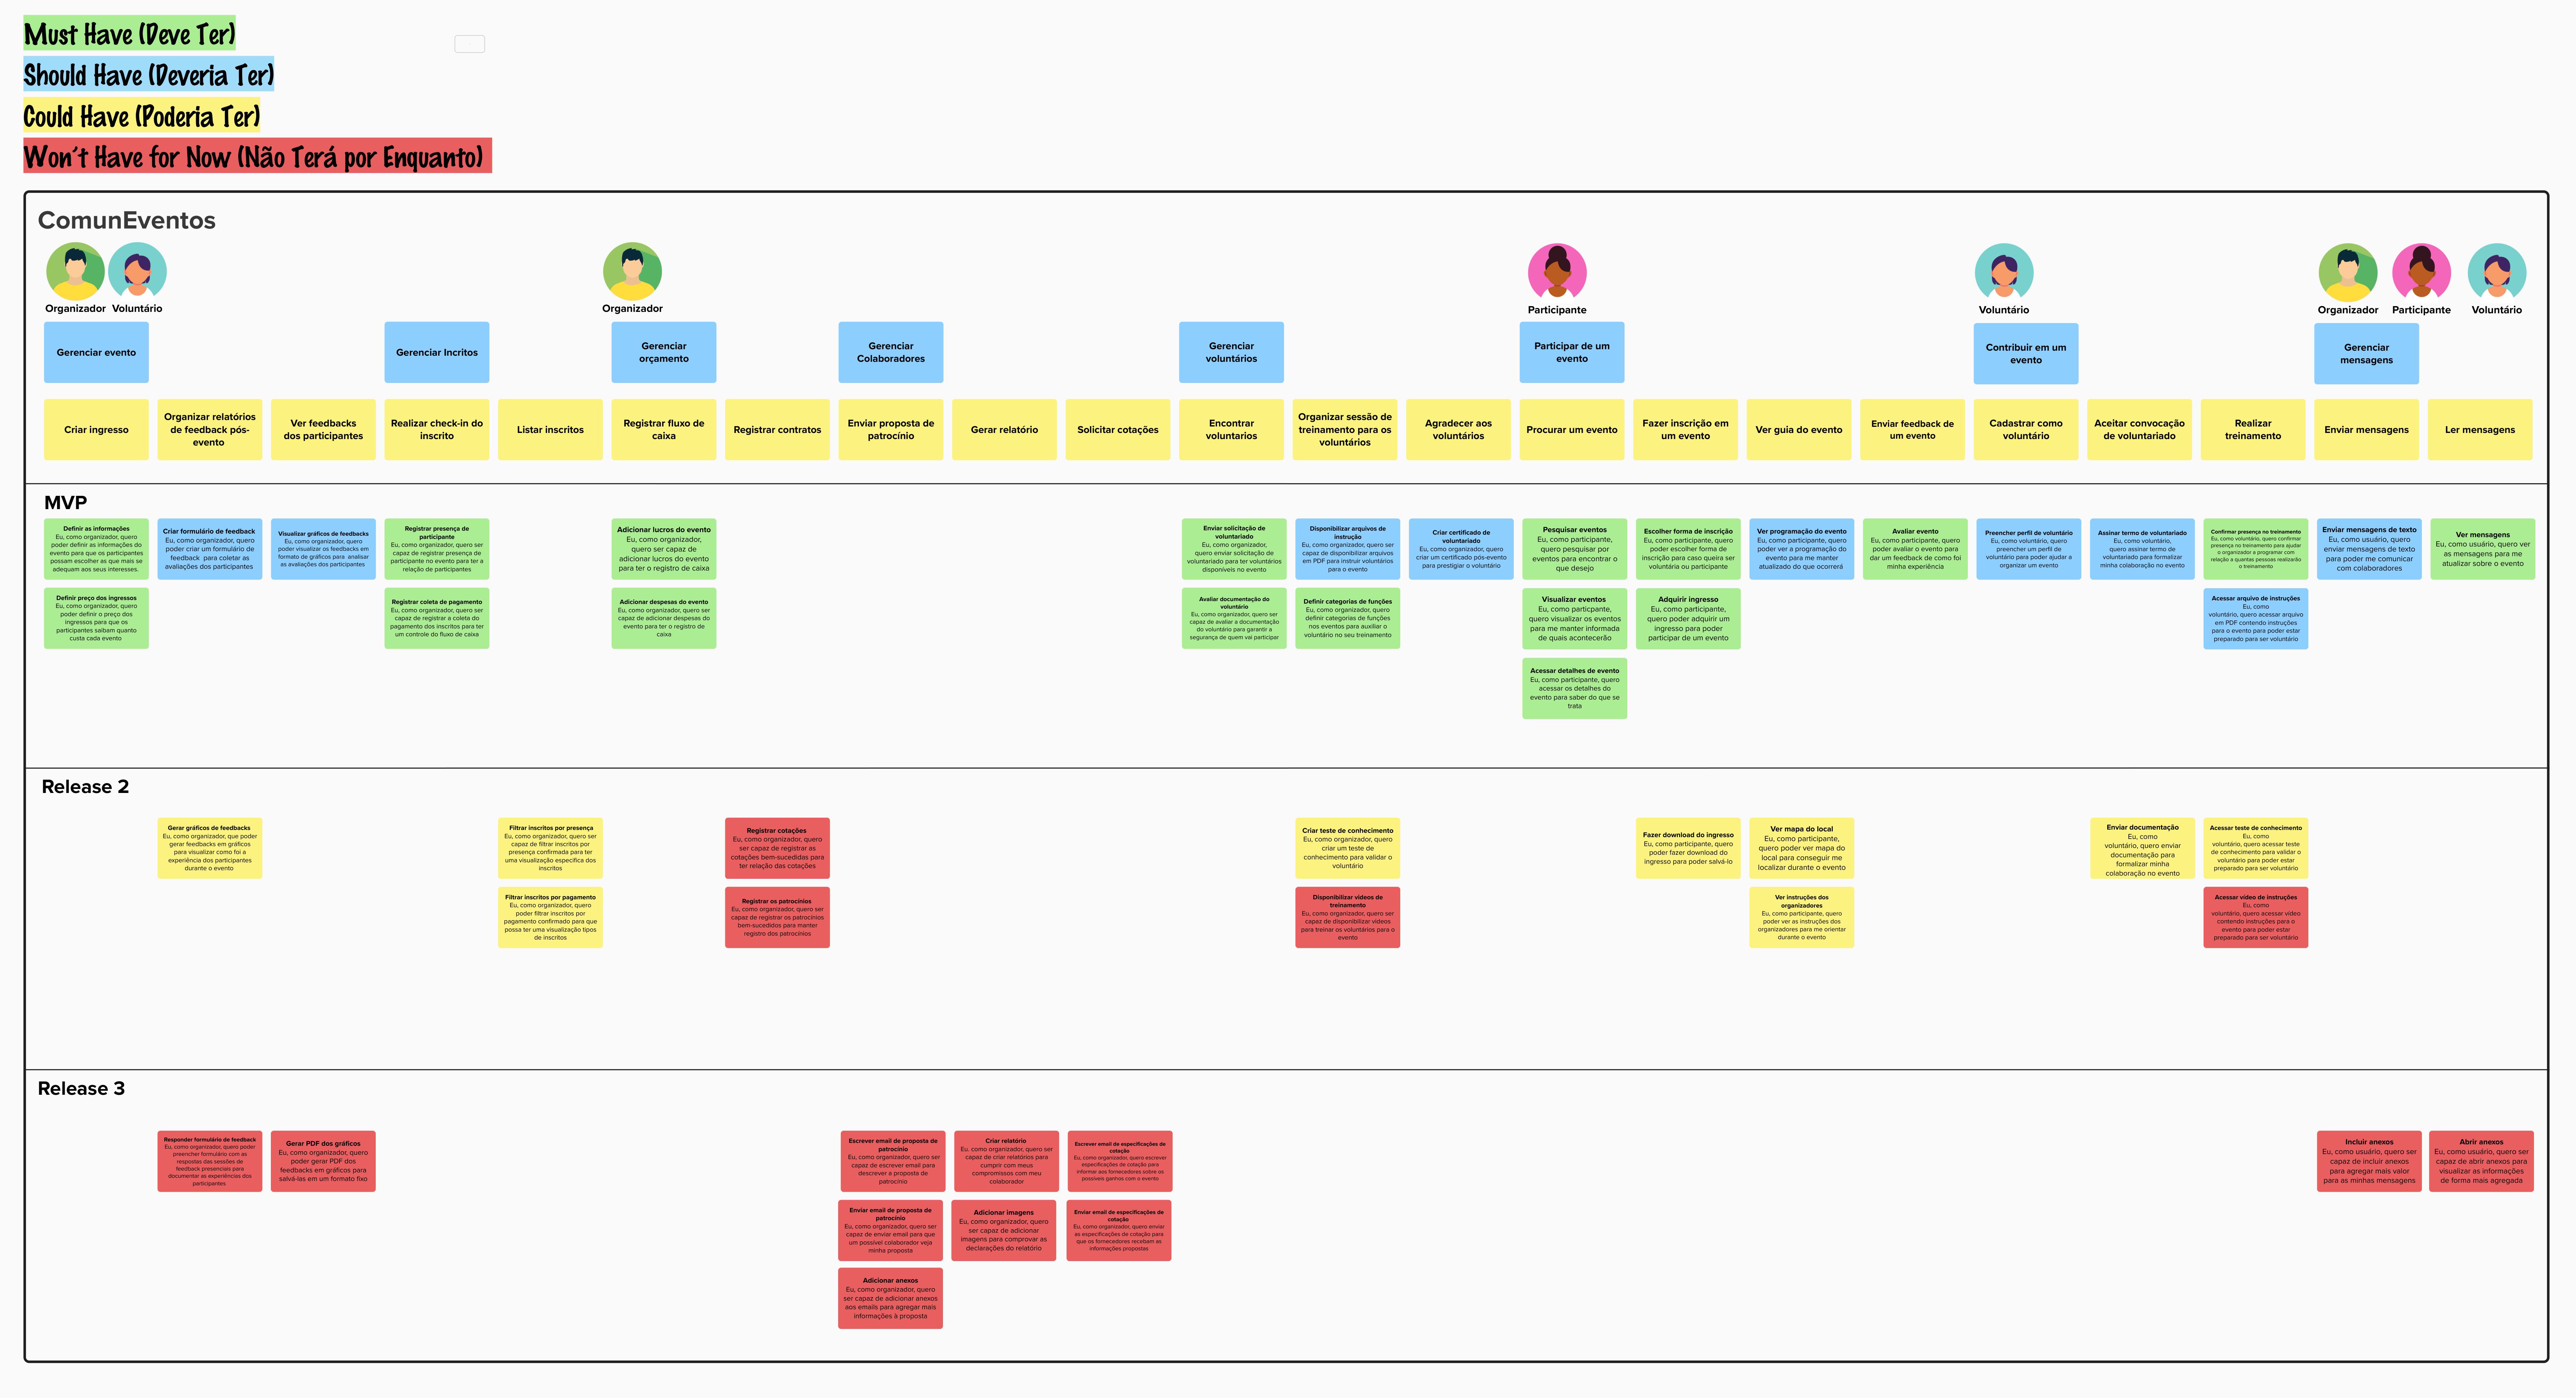 Must Have (Deve Ter)
Should Have (Deveria Ter)
Could Have (Poderia Ter)
Won't Have for Now (Não Terá por Enquanto)
ComunEventos
Organizador
Voluntário
Organizador
Participante
Voluntário
Organizador
Participante
Voluntário
Gerenciar evento
Gerenciar Incritos
Gerenciar
orçamento
Gerenciar
Colaboradores
Gerenciar
voluntários
Participar de um
evento
Contribuir em um
evento
Gerenciar
mensagens
Criar ingresso
Organizar relatórios
de feedback pós-
evento
Ver feedbacks
dos participantes
Realizar check-in do
inscrito
Listar inscritos
Registrar fluxo de
caixa
Registrar contratos
Enviar proposta de
patrocínio
Gerar relatório
Solicitar cotações
Encontrar
voluntarios
Organizar sessão de
treinamento para os
voluntários
Agradecer aos
voluntários
Procurar um evento
Fazer inscrição em
um evento
Ver guia do evento
Enviar feedback de
um evento
Cadastrar como
voluntário
Aceitar convocação
de voluntariado
Realizar
treinamento
Enviar mensagens
Ler mensagens
MVP
Definir as informações
Eu, como organizador, quero
poder definir as informações do
evento para que os participantes
possam escolher as que mais se
adequam aos seus interesses.
Criar formulário de feedback
Eu, como organizador, quero
poder criar um formulário de
feedback para coletar as
avaliações dos participantes
Visualizar gráficos de feedbacks
Eu, como organizador, quero
poder visualizar os feedbacks em
formato de gráficos para analisar
as avaliações dos participantes
Registrar presença de
participante
Eu, como organizador, quero ser
capaz de registrar presença de
participante no evento para ter a
relação de participantes
Adicionar lucros do evento
Eu, como organizador,
quero ser capaz de
adicionar lucros do evento
para ter o registro de caixa
Enviar solicitação de
voluntariado
Eu, como organizador,
quero enviar solicitação de
voluntariado para ter voluntários
disponíveis no evento
Disponibilizar arquivos de
instrução
Eu, como organizador, quero ser
capaz de disponibilizar arquivos
em PDF para instruir voluntários
para o evento
Criar certificado de
voluntariado
Eu, como organizador, quero
criar um certificado pós-evento
para prestigiar o voluntário
Pesquisar eventos
Eu, como participante,
quero pesquisar por
eventos para encontrar o
que desejo
Escolher forma de inscrição
Eu, como participante, quero
poder escolher forma de
inscrição para caso queira ser
voluntária ou participante
Ver programação do evento
Eu, como participante, quero
poder ver a programação do
evento para me manter
atualizado do que ocorrerá
Avaliar evento
Eu, como participante, quero
poder avaliar o evento para
dar um feedback de como foi
minha experiência
Preencher perfil de voluntário
Eu, como voluntário, quero
preencher um perfil de
voluntário para poder ajudar a
organizar um evento
Assinar termo de voluntariado
Eu, como voluntário,
quero assinar termo de
voluntariado para formalizar
minha colaboração no evento
Confirmar presença no treinamento
Eu, como voluntário, quero confirmar
presença no treinamento para ajudar
o organizador a programar com
relação a quantas pessoas realizarão
o treinamento
Enviar mensagens de texto
Eu, como usuário, quero
enviar mensagens de texto
para poder me comunicar
com colaboradores
Ver mensagens
Eu, como usuário, quero ver
as mensagens para me
atualizar sobre o evento
Definir preço dos ingressos
Eu, como organizador, quero
poder definir o preço dos
ingressos para que os
participantes saibam quanto
custa cada evento
Registrar coleta de pagamento
Eu, como organizador, quero ser
capaz de registrar a coleta do
pagamento dos inscritos para ter
um controle do fluxo de caixa
Adicionar despesas do evento
Eu, como organizador, quero ser
capaz de adicionar despesas do
evento para ter o registro de
caixa
Avaliar documentação do
voluntário
Eu, como organizador, quero ser
capaz de avaliar a documentação
do voluntário para garantir a
segurança de quem vai participar
Definir categorias de funções
Eu, como organizador, quero
definir categorias de funções
nos eventos para auxiliar o
voluntário no seu treinamento
Visualizar eventos
Eu, como particpante,
quero visualizar os eventos
para me manter informada
de quais acontecerão
Adquirir ingresso
Eu, como participante,
quero poder adquirir um
ingresso para poder
participar de um evento
Acessar arquivo de instruções
Eu, como
voluntário, quero acessar arquivo
em PDF contendo instruções
para o evento para poder estar
preparado para ser voluntário
Acessar detalhes de evento
Eu, como participante, quero
acessar os detalhes do
evento para saber do que se
trata
Release 2
Gerar gráficos de feedbacks
Eu, como organizador, que poder
gerar feedbacks em gráficos
para visualizar como foi a
experiência dos participantes
durante o evento
Filtrar inscritos por presença
Eu, como organizador, quero ser
capaz de filtrar inscritos por
presença confirmada para ter
uma visualização especifica dos
inscritos
Registrar cotações
Eu, como organizador, quero
ser capaz de registrar as
cotações bem-sucedidas para
ter relação das cotações
Criar teste de conhecimento
Eu, como organizador, quero
criar um teste de
conhecimento para validar o
voluntário
Fazer download do ingresso
Eu, como participante, quero
poder fazer download do
ingresso para poder salvá-lo
Ver mapa do local
Eu, como participante,
quero poder ver mapa do
local para conseguir me
localizar durante o evento
Enviar documentação
Eu, como
voluntário, quero enviar
documentação para
formalizar minha
colaboração no evento
Acessar teste de conhecimento
Eu, como
voluntário, quero acessar teste
de conhecimento para validar o
voluntário para poder estar
preparado para ser voluntário
Filtrar inscritos por pagamento
Eu, como organizador, quero
poder filtrar inscritos por
pagamento confirmado para que
possa ter uma visualização tipos
de inscritos
Registrar os patrocínios
Eu, como organizador, quero ser
capaz de registrar os patrocínios
bem-sucedidos para manter
registro dos patrocínios
Disponibilizar vídeos de
treinamento
Eu, como organizador, quero ser
capaz de disponibilizar vídeos
para treinar os voluntários para o
evento
Ver instruções dos
organizadores
Eu, como participante, quero
poder ver as instruções dos
organizadores para me orientar
durante o evento
Acessar vídeo de instruções
Eu, como
voluntário, quero acessar vídeo
contendo instruções para o
evento para poder estar
preparado para ser voluntário
Release 3
Responder formulário de feedback
Eu, como organizador, quero poder
preencher formulário com as
respostas das sessões de
feedback presenciais para
documentar as experiências dos
participantes
Gerar PDF dos gráficos
Eu, como organizador, quero
poder gerar PDF dos
feedbacks em gráficos para
salvá-las em um formato fixo
Escrever email de proposta de
patrocínio
Eu, como organizador, quero ser
capaz de escrever email para
descrever a proposta de
patrocínio
Criar relatório
Eu, como organizador, quero ser
capaz de criar relatórios para
cumprir com meus
compromissos com meu
colaborador
Escrever email de especificações de
cotação
Eu, como organizador, quero escrever
especificações de cotação para
informar aos fornecedores sobre os
possíveis ganhos com o evento
Incluir anexos
Eu, como usuário, quero ser
capaz de incluir anexos
para agregar mais valor
para as minhas mensagens
Abrir anexos
Eu, como usuário, quero ser
capaz de abrir anexos para
visualizar as informações
de forma mais agregada
Enviar email de proposta de
patrocínio
Eu, como organizador, quero ser
capaz de enviar email para que
um possível colaborador veja
minha proposta
Adicionar imagens
Eu, como organizador, quero
ser capaz de adicionar
imagens para comprovar as
declarações do relatório
Enviar email de especificações de
cotação
Eu, como organizador, quero enviar
as especificações de cotação para
que os fornecedores recebam as
informações propostas
Adicionar anexos
Eu, como organizador, quero
ser capaz de adicionar anexos
aos emails para agregar mais
informações à proposta